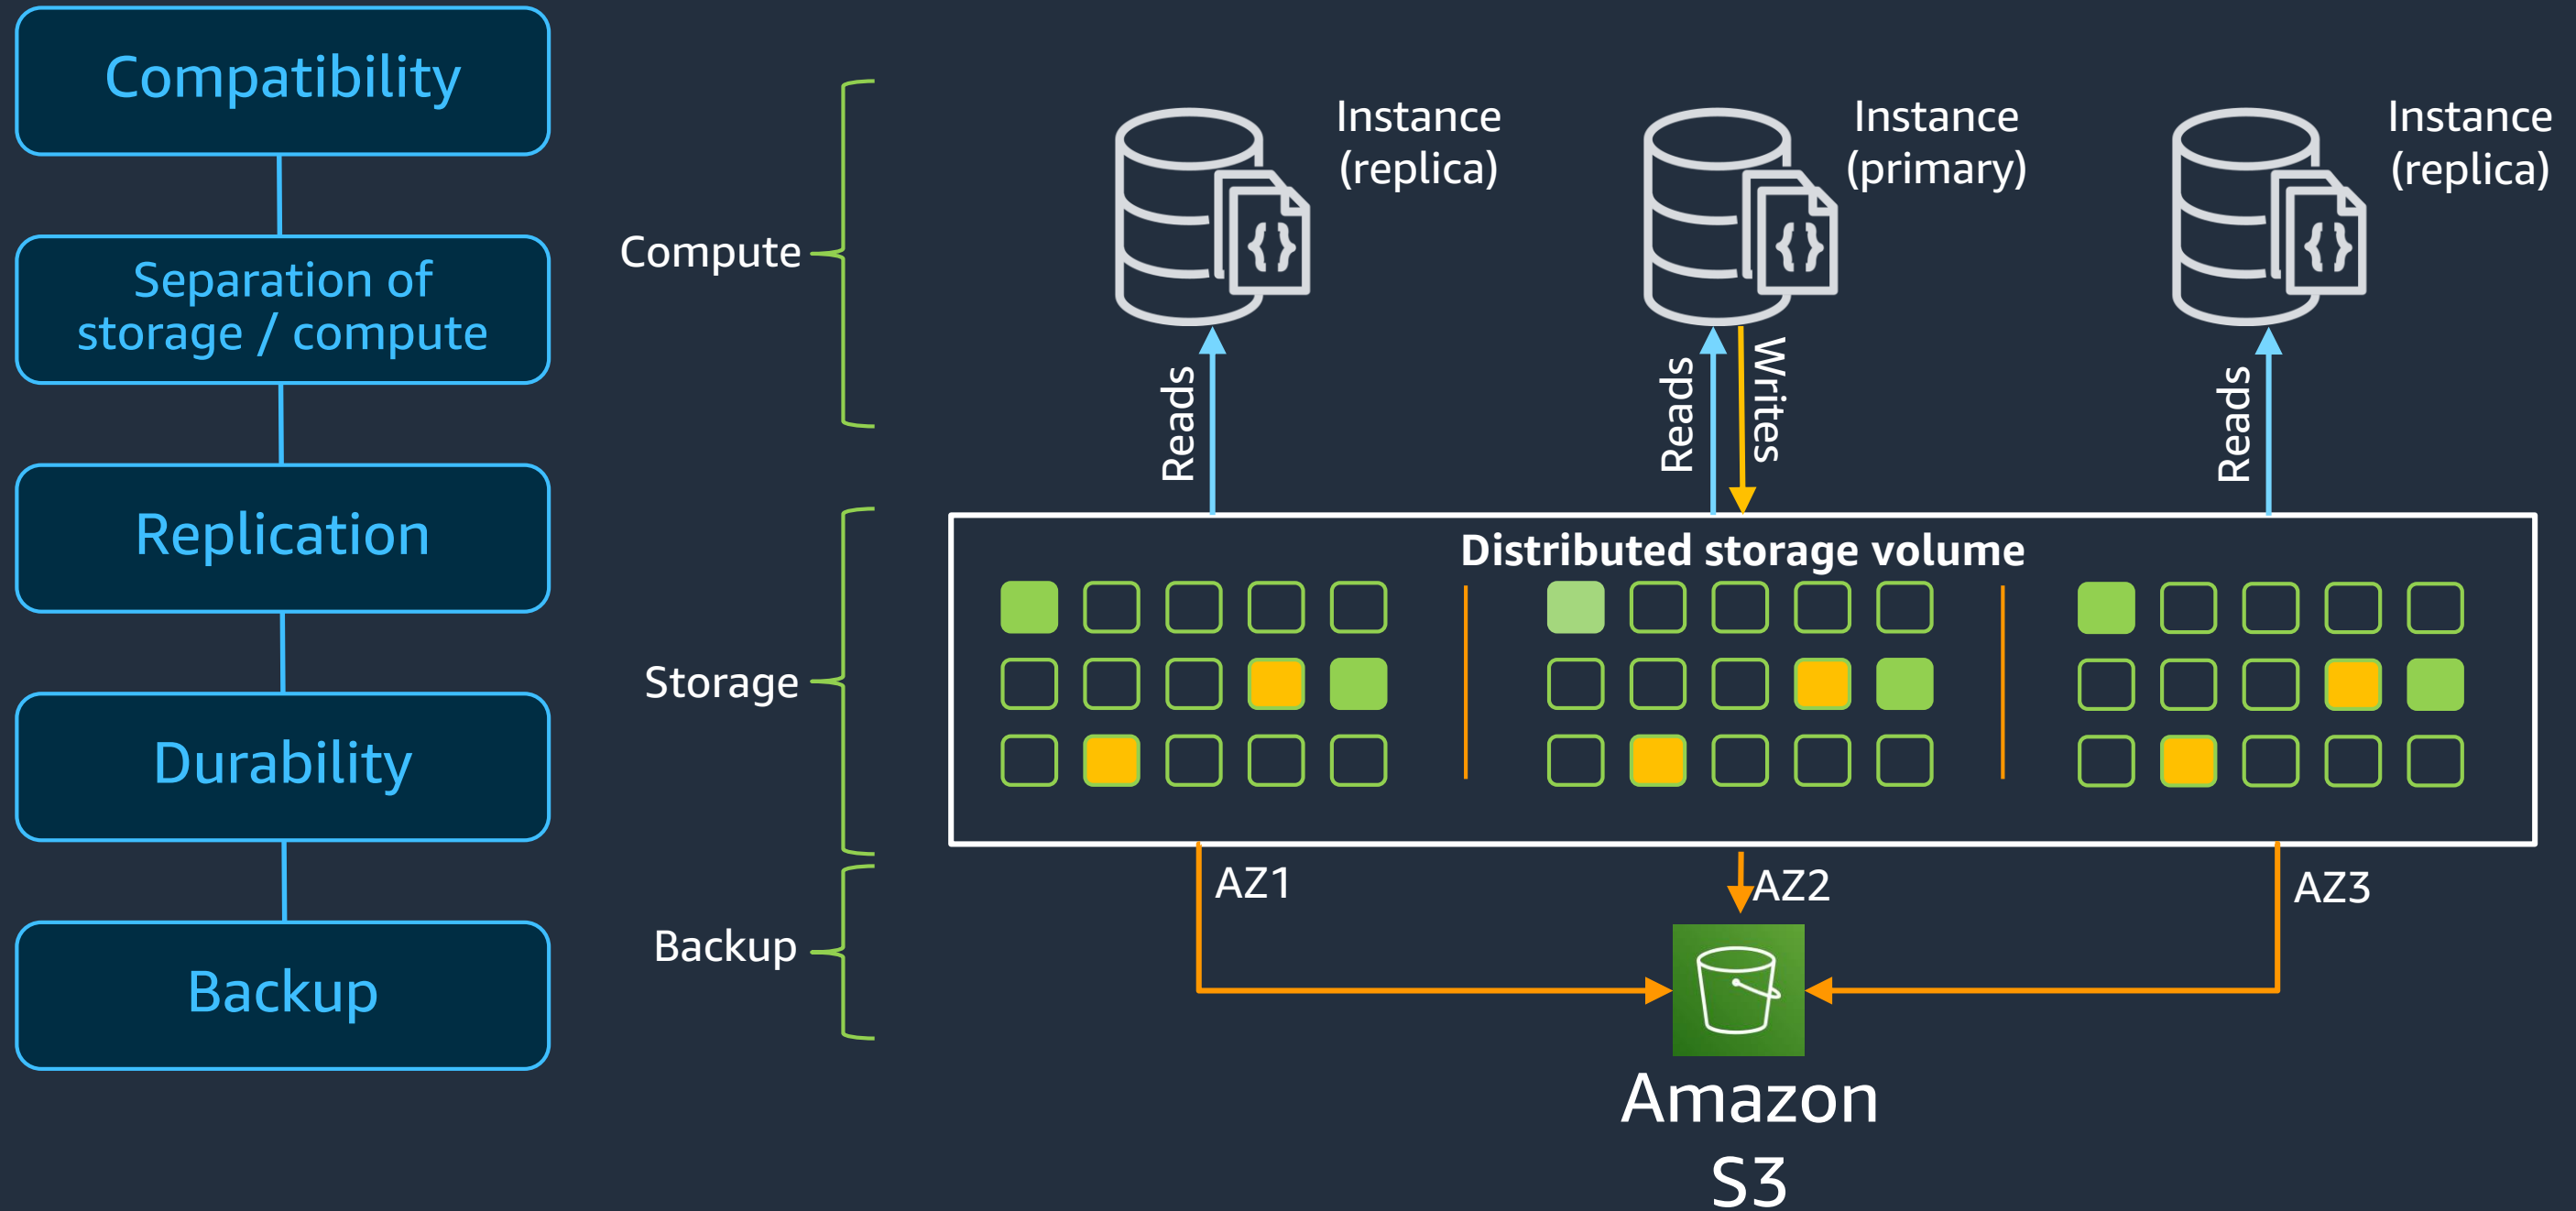 Compatibility
Separation of
storage / compute
Replication
Durability
Backup
Compute
Storage
Backup
Instance
(replica)
Instance
(primary)
Instance
(replica)
Reads
Reads
Writes
Reads
Distributed storage volume
AZ1
AZ2
AZ3
{}
{}
{}
Amazon
S3